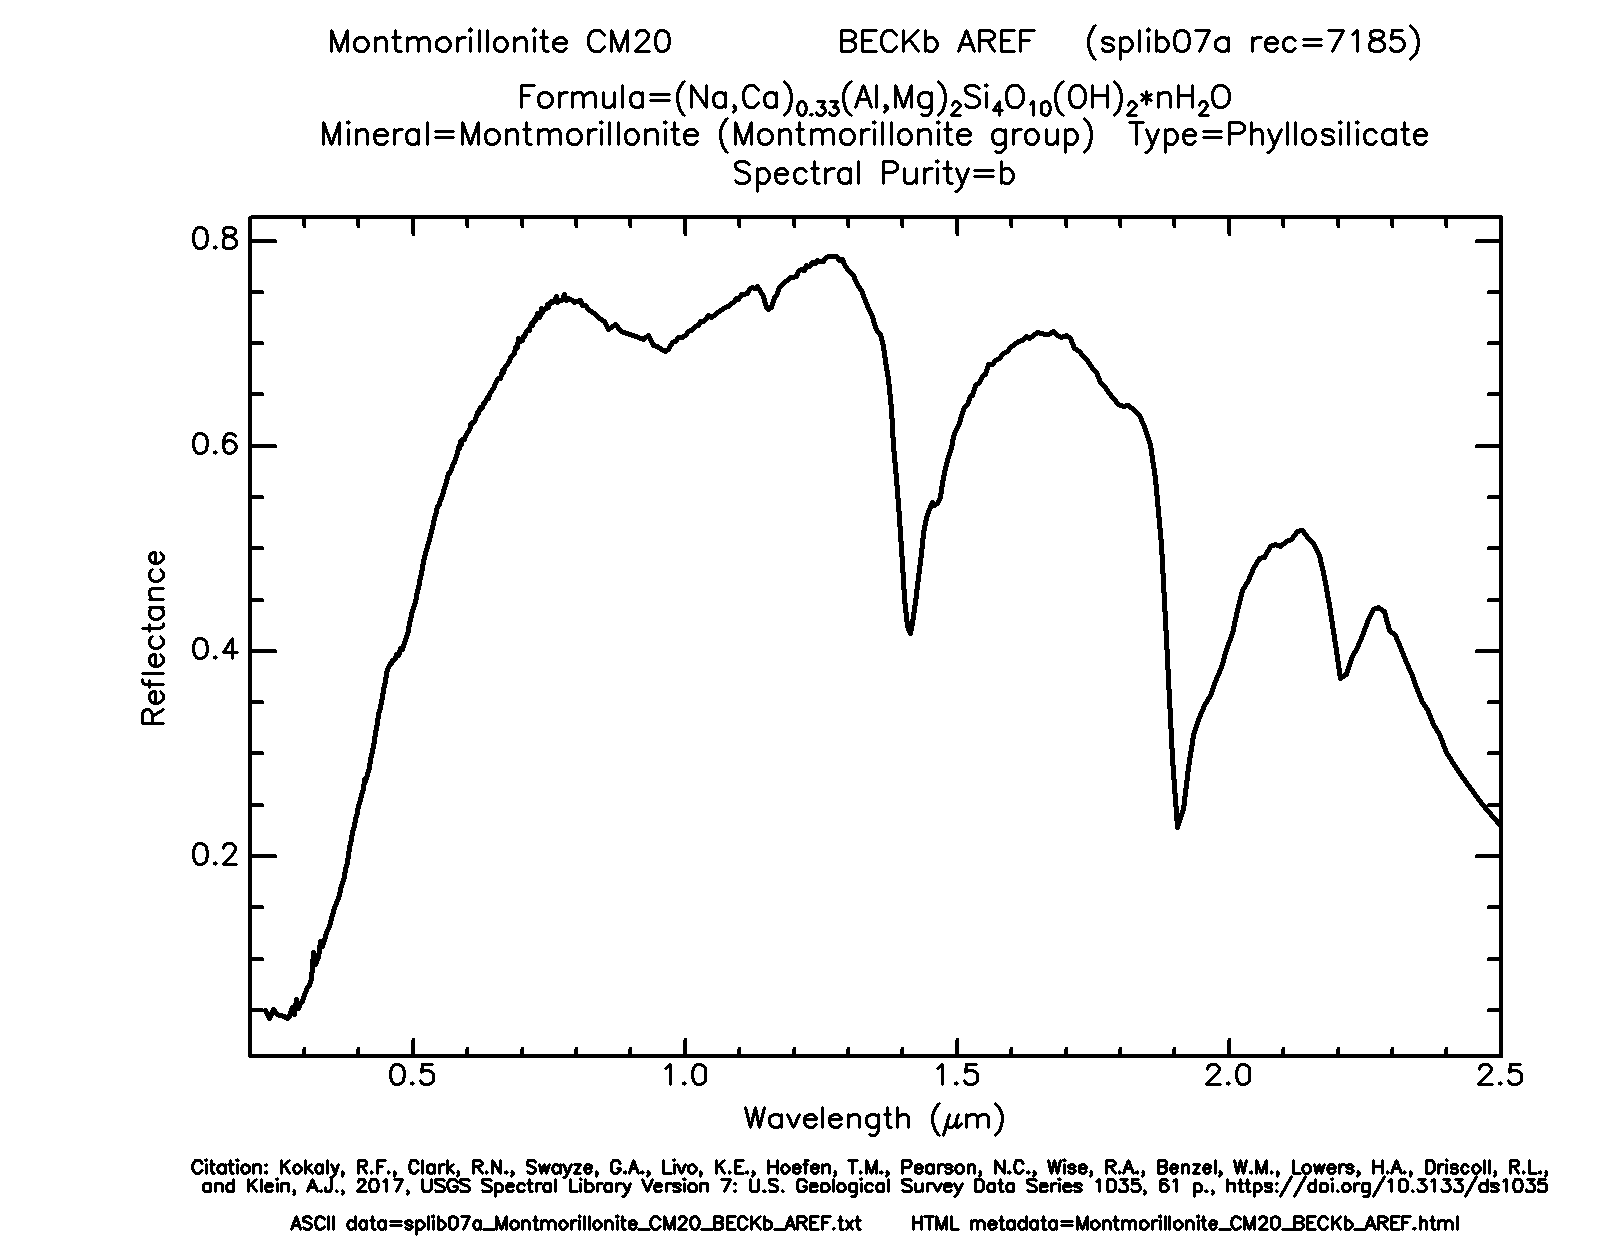 Montmorillonite CM20 BECKb AREF (splib07a rec=7185)
Formula=(Na,Ca)₀.₃₃(Al,Mg)₂Si₄O₁₀(OH)₂*nH₂O
Mineral=Montmorillonite (Montmorillonite group) Type=Phyllosilicate
Spectral Purity=b
0.8
0.6
0.4
0.2
Reflectance
0.5 1.0 1.5 2.0 2.5
Wavelength (μm)
Citation: Kokaly, R.F., Clark, R.N., Swayze, G.A., Livo, K.E., Hoefen, T.M., Pearson, N.C., Wise, R.A., Benzel, W.M., Lowers, H.A., Driscoll, R.L.,
and Klein, A.J., 2017, USGS Spectral Library Version 7: U.S. Geological Survey Data Series 1035, 61 p., https://doi.org/10.3133/ds1035
ASCII data=splib07a_Montmorillonite_CM20_BECKb_AREF.txt HTML metadata=Montmorillonite_CM20_BECKb_AREF.html